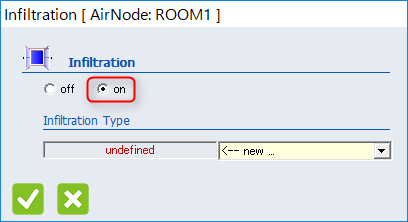 Infiltration [ AirNode: ROOM1 ]
Infiltration
off on
Infiltration Type
undefined <-- new ...